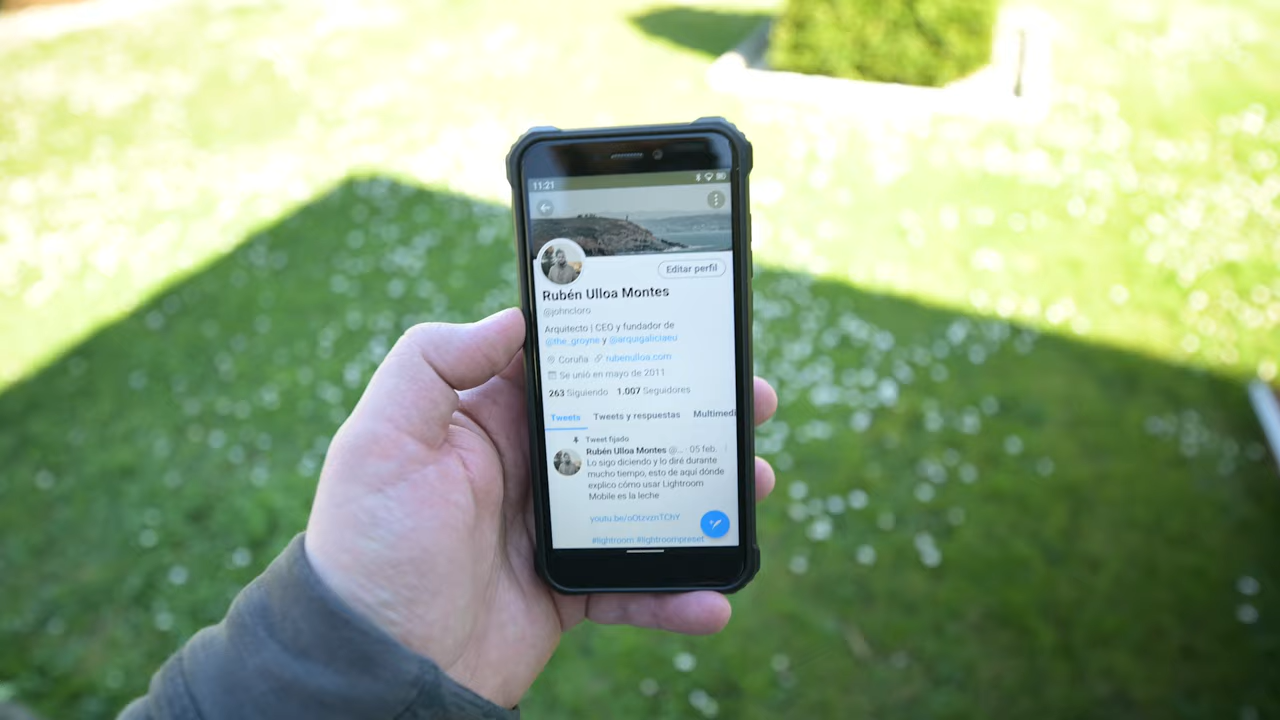 11:21
Editar perfil
Rubén Ulloa Montes
@johncloro
Arquitecto | CEO y fundador de
@the_groyne y @arquigaliciaeu
Coruña rubenulloa.com
Se unió en mayo de 2011
263 Siguiendo 1.007 Seguidores
Tweets Tweets y respuestas Multimedi
Tweet fijado
Rubén Ulloa Montes @... · 05 feb.
Lo sigo diciendo y lo diré durante
mucho tiempo, esto de aquí dónde
explico cómo usar Lightroom
Mobile es la leche
#lightroom #lightroompreset